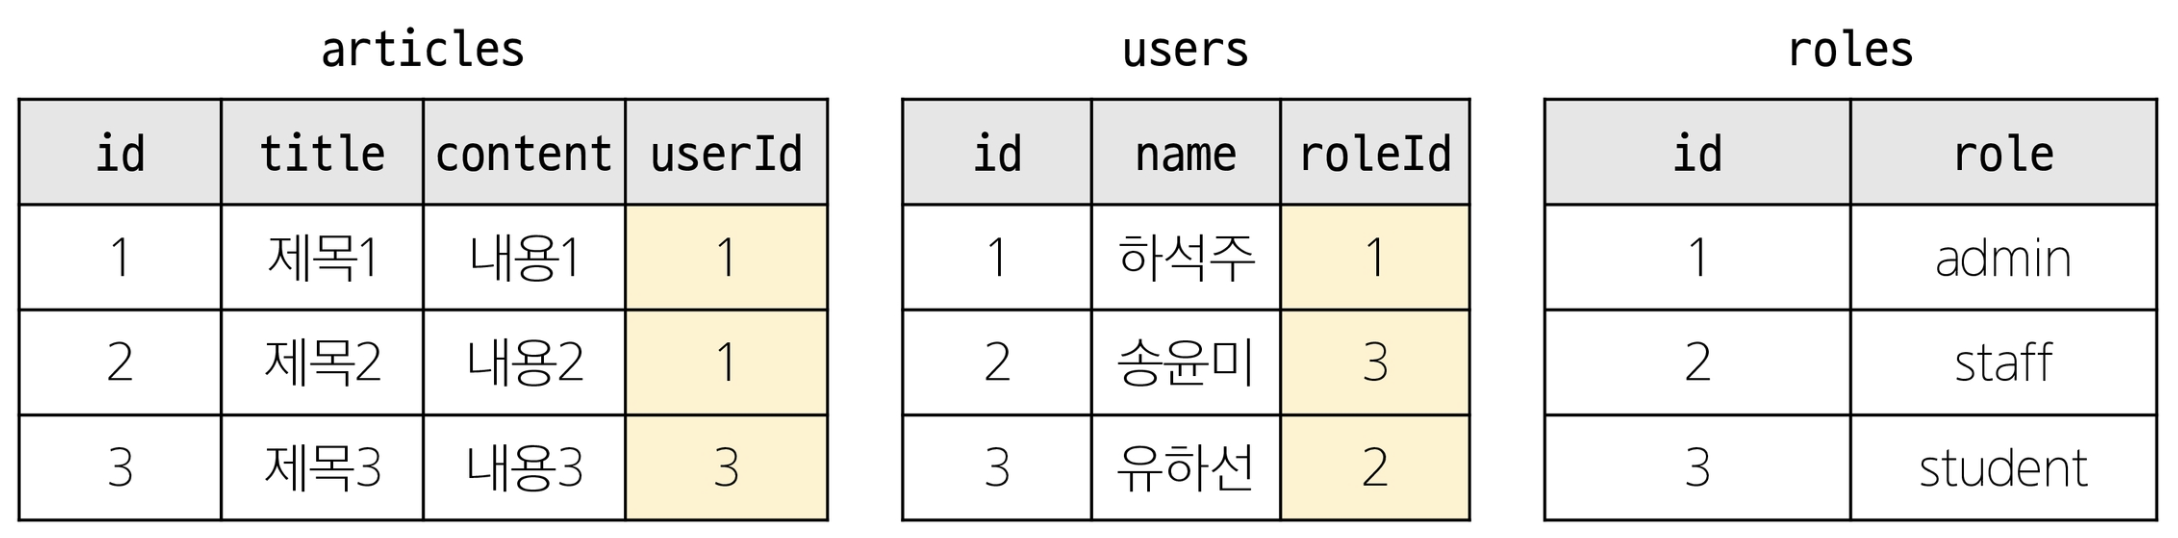 articles users roles
id title content userId id name roleId id role
1 제목1 내용1 1 1 하석주 1 1 admin
2 제목2 내용2 1 2 송윤미 3 2 staff
3 제목3 내용3 3 3 유하선 2 3 student